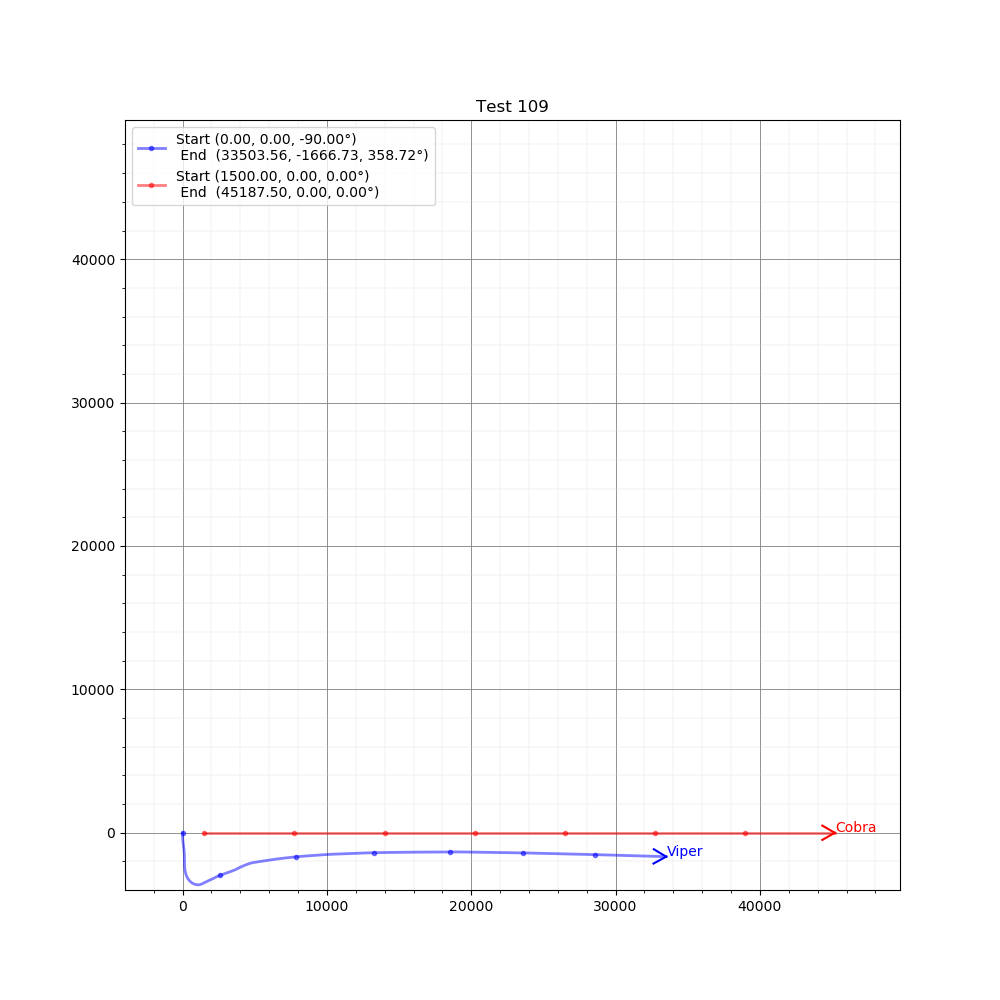 Test 109
Start (0.00, 0.00, -90.00°)
End (33503.56, -1666.73, 358.72°)
Start (1500.00, 0.00, 0.00°)
End (45187.50, 0.00, 0.00°)
40000
30000
20000
10000
0
Cobra
Viper
0 10000 20000 30000 40000